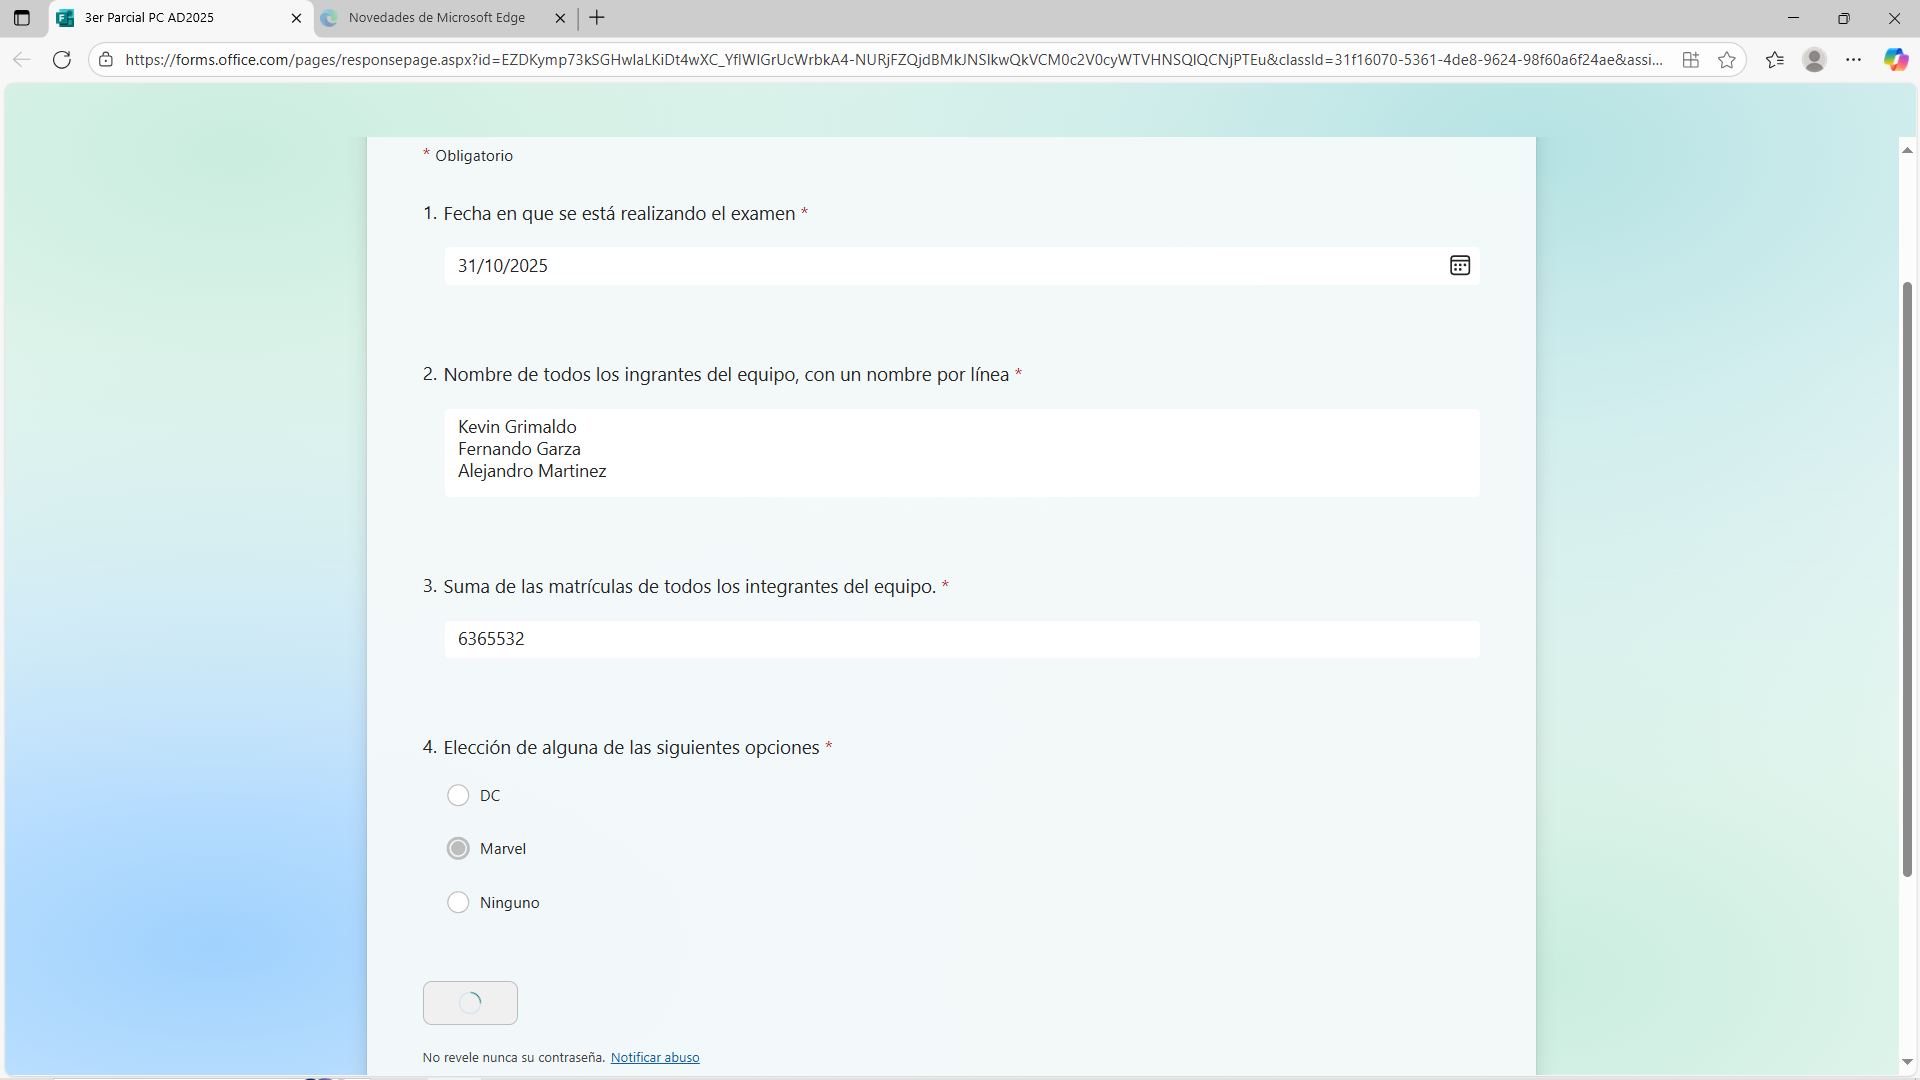 3er Parcial PC AD2025
Novedades de Microsoft Edge
https://forms.office.com/pages/responsepage.aspx?id=EZDKymp73kSGHwIaLKiDt4wXC_YfIWIGrUcWrbkA4-NURjFZQjdBMkJNSlkwQkVCM0c2V0cyWTVHNSQlQCNjPTEu&classId=31f16070-5361-4de8-9624-98f60a6f24ae&assi...
* Obligatorio
1. Fecha en que se está realizando el examen *
31/10/2025
2. Nombre de todos los ingrantes del equipo, con un nombre por línea *
Kevin Grimaldo
Fernando Garza
Alejandro Martinez
3. Suma de las matrículas de todos los integrantes del equipo. *
6365532
4. Elección de alguna de las siguientes opciones *
DC
Marvel
Ninguno
No revele nunca su contraseña. Notificar abuso